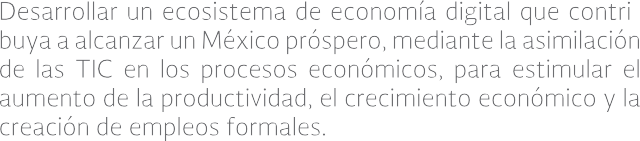 Desarrollar un ecosistema de economía digital que contri
buya a alcanzar un México próspero, mediante la asimilación
de las TIC en los procesos económicos, para estimular el
aumento de la productividad, el crecimiento económico y la
creación de empleos formales.